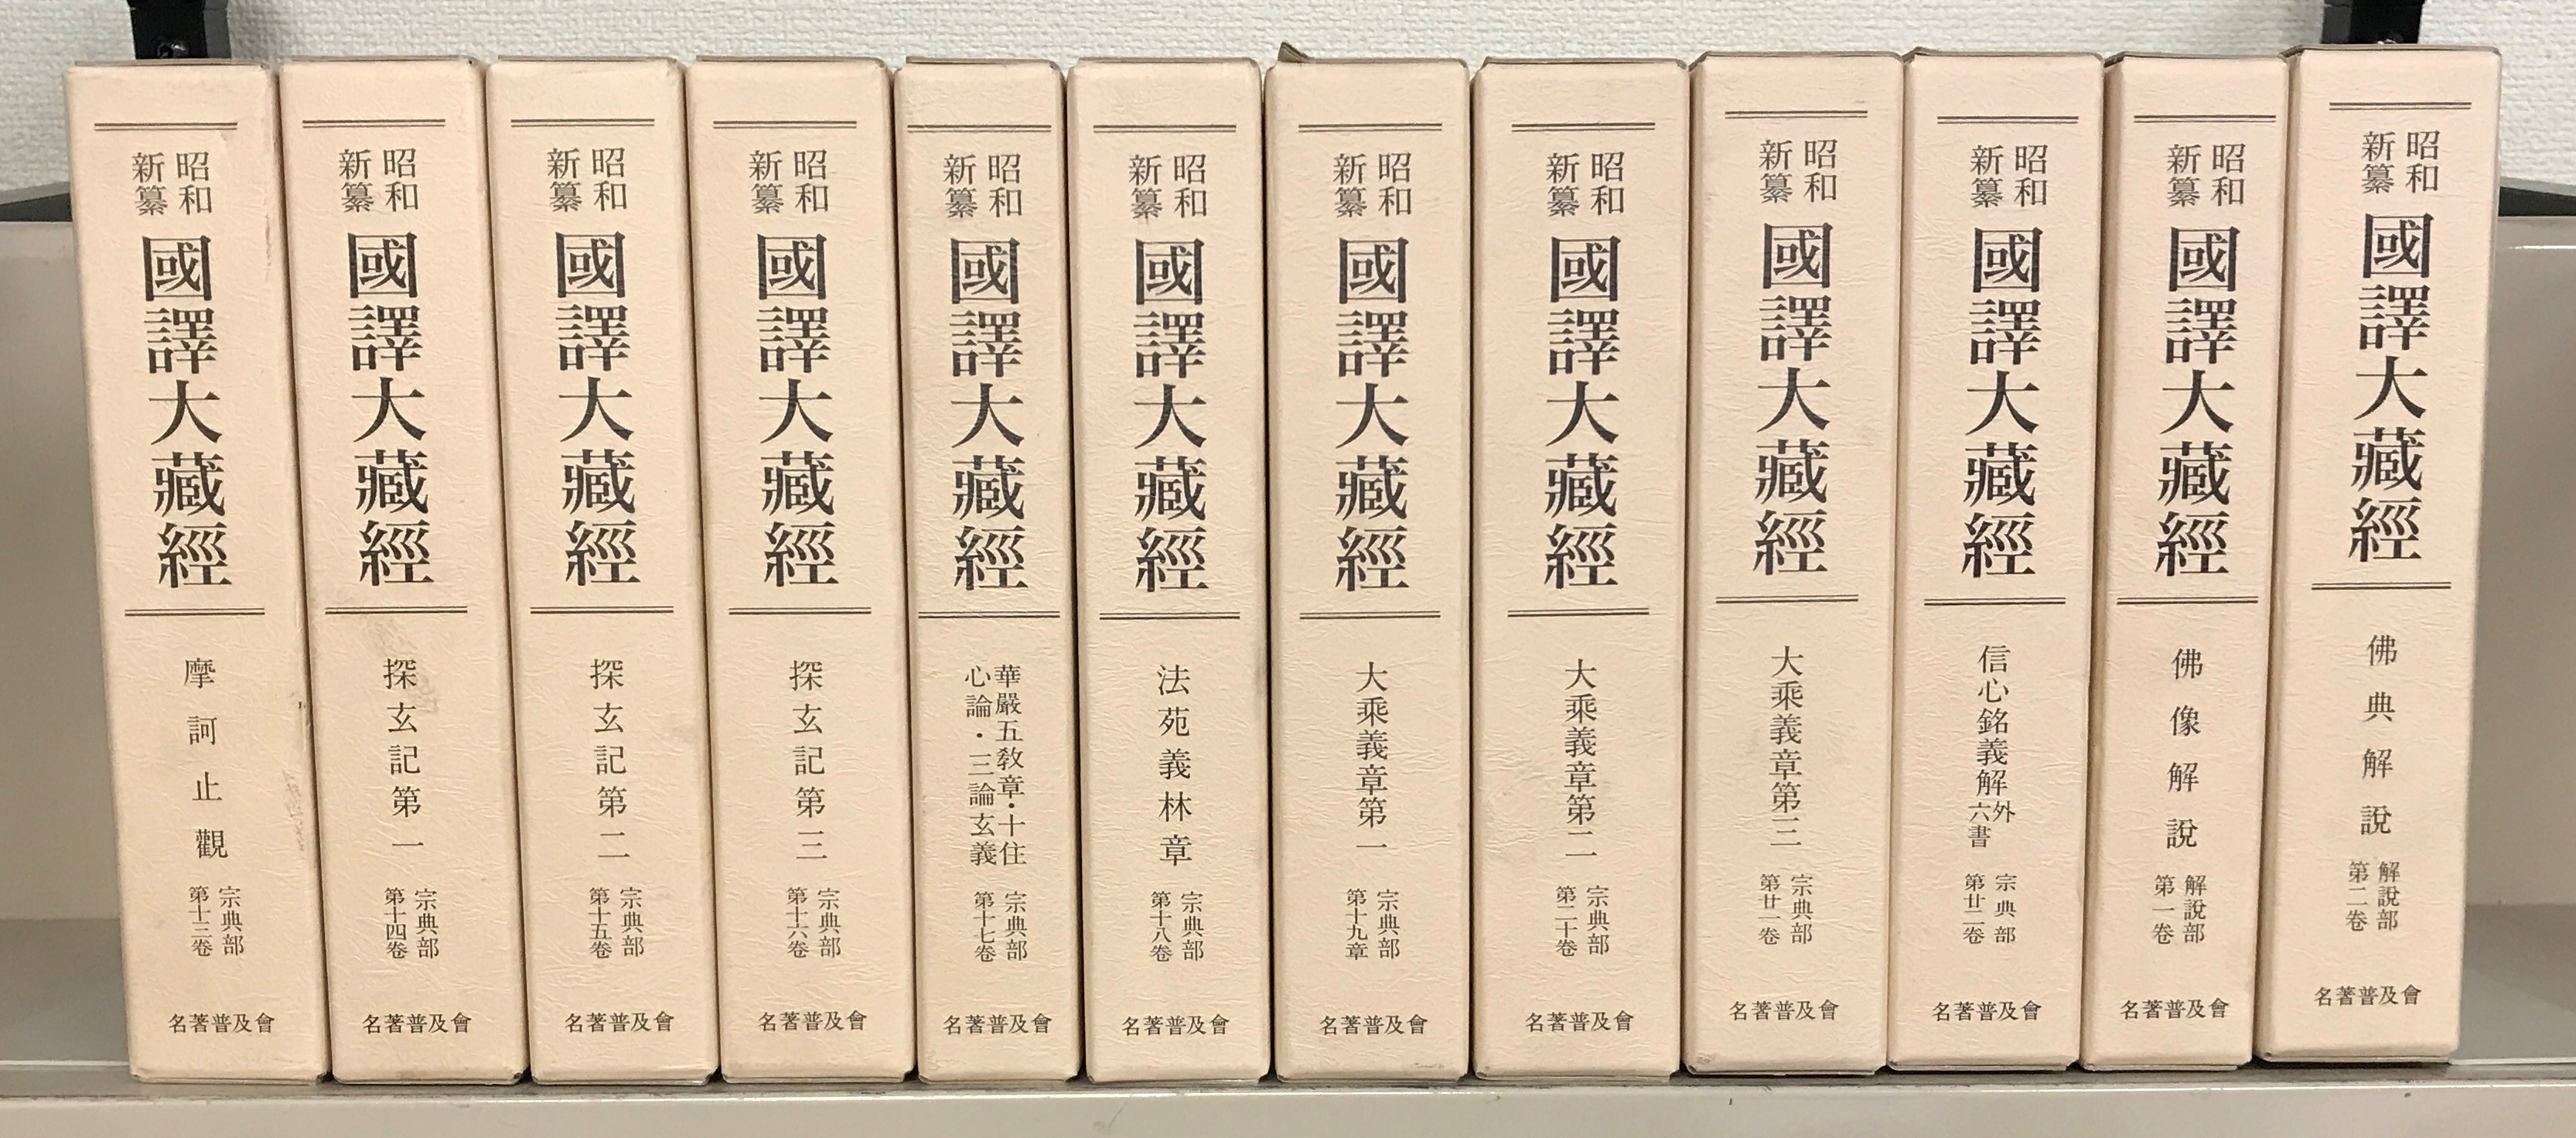 昭和
新纂
國譯大藏經
摩訶止觀
宗典部
第十三卷
名著普及會
昭和
新纂
國譯大藏經
探玄記第一
宗典部
第十四卷
名著普及會
昭和
新纂
國譯大藏經
探玄記第二
宗典部
第十五卷
名著普及會
昭和
新纂
國譯大藏經
探玄記第三
宗典部
第十六卷
名著普及會
昭和
新纂
國譯大藏經
華嚴五教章・十住
心論・三論玄義
宗典部
第十七卷
名著普及會
昭和
新纂
國譯大藏經
法苑義林章
宗典部
第十八卷
名著普及會
昭和
新纂
國譯大藏經
大乘義章第一
宗典部
第十九章
名著普及會
昭和
新纂
國譯大藏經
大乘義章第二
宗典部
第二十卷
名著普及會
昭和
新纂
國譯大藏經
大乘義章第三
宗典部
第廿一卷
名著普及會
昭和
新纂
國譯大藏經
信心銘義解外六書
宗典部
第廿二卷
名著普及會
昭和
新纂
國譯大藏經
佛像解說
解說部
第一卷
名著普及會
昭和
新纂
國譯大藏經
佛典解說
解說部
第二卷
名著普及會